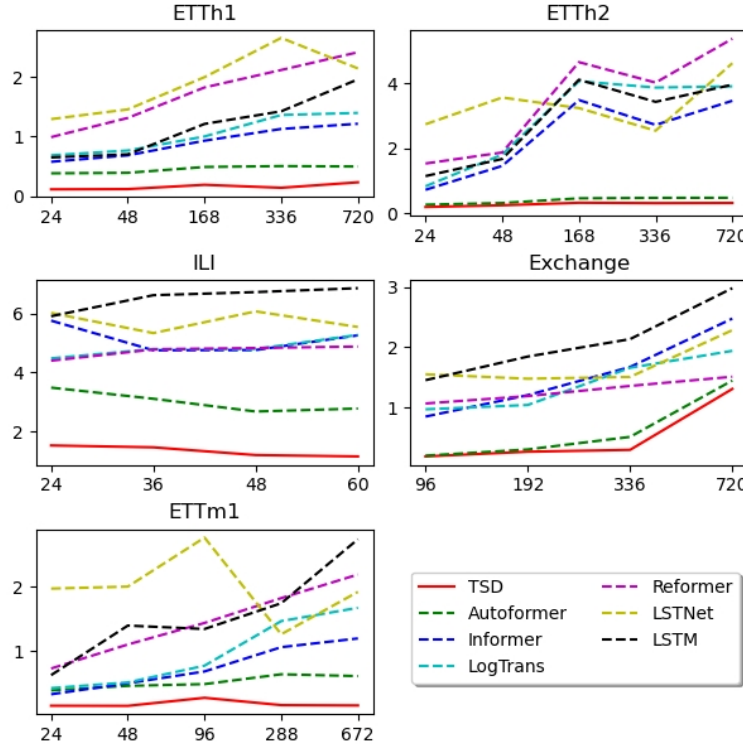 ETTh1
2
1
0
24 48 168 336 720
ETTh2
4
2
0
24 48 168 336 720
ILI
6
4
2
24 36 48 60
Exchange
3
2
1
96 192 336 720
ETTm1
2
1
24 48 96 288 672
TSD
Autoformer
Informer
LogTrans
Reformer
LSTNet
LSTM